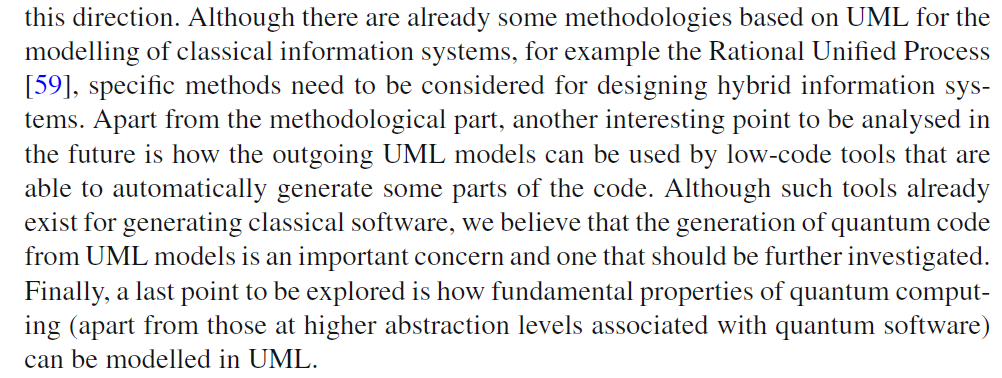 this direction. Although there are already some methodologies based on UML for the
modelling of classical information systems, for example the Rational Unified Process
[59], specific methods need to be considered for designing hybrid information sys-
tems. Apart from the methodological part, another interesting point to be analysed in
the future is how the outgoing UML models can be used by low-code tools that are
able to automatically generate some parts of the code. Although such tools already
exist for generating classical software, we believe that the generation of quantum code
from UML models is an important concern and one that should be further investigated.
Finally, a last point to be explored is how fundamental properties of quantum comput-
ing (apart from those at higher abstraction levels associated with quantum software)
can be modelled in UML.